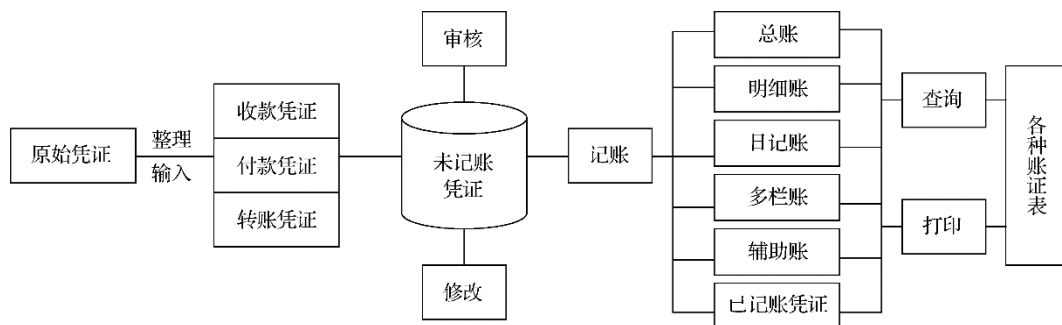 原始凭证
整理
输入
收款凭证
付款凭证
转账凭证
审核
未记账
凭证
修改
记账
总账
明细账
日记账
多栏账
辅助账
已记账凭证
查询
打印
各种账证表